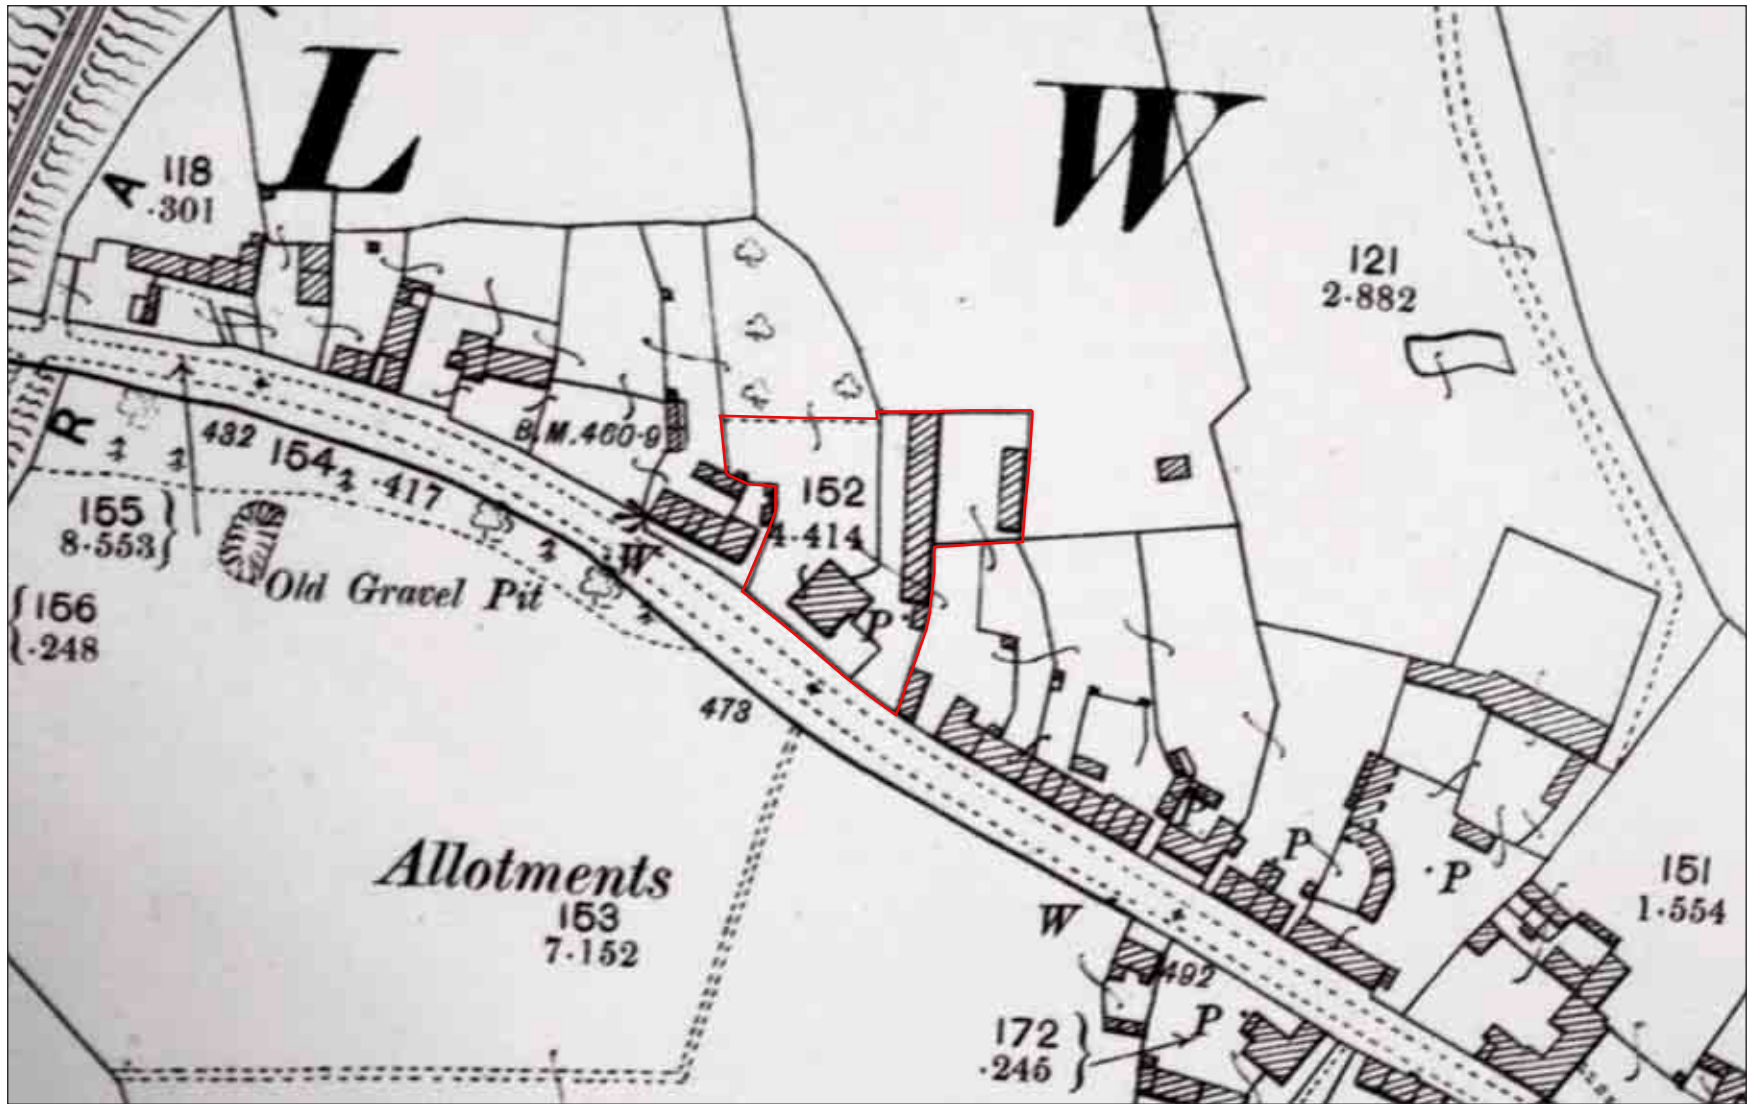 L
W
118
·301
A
121
2·882
R
432
154
·417
B.M.460·9
152
4·414
155
8·553
W
Old Gravel Pit
156
·248
P
473
Allotments
153
7·152
P
P
P
151
1·554
W
492
172
·245
P